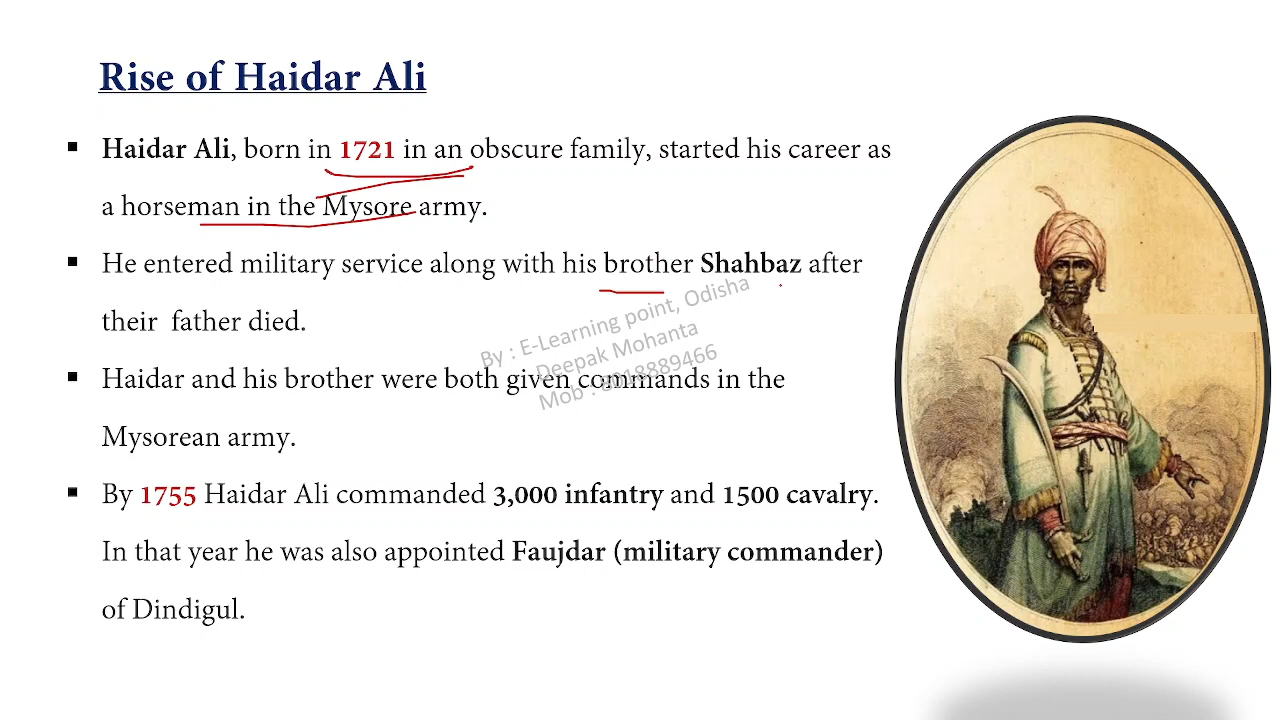 Rise of Haidar Ali
▪ Haidar Ali, born in 1721 in an obscure family, started his career as
a horseman in the Mysore army.
▪ He entered military service along with his brother Shahbaz after
their father died.
▪ Haidar and his brother were both given commands in the
Mysorean army.
▪ By 1755 Haidar Ali commanded 3,000 infantry and 1500 cavalry.
In that year he was also appointed Faujdar (military commander)
of Dindigul.
By : E-Learning point, Odisha
Deepak Mohanta
Mob : 8018889466